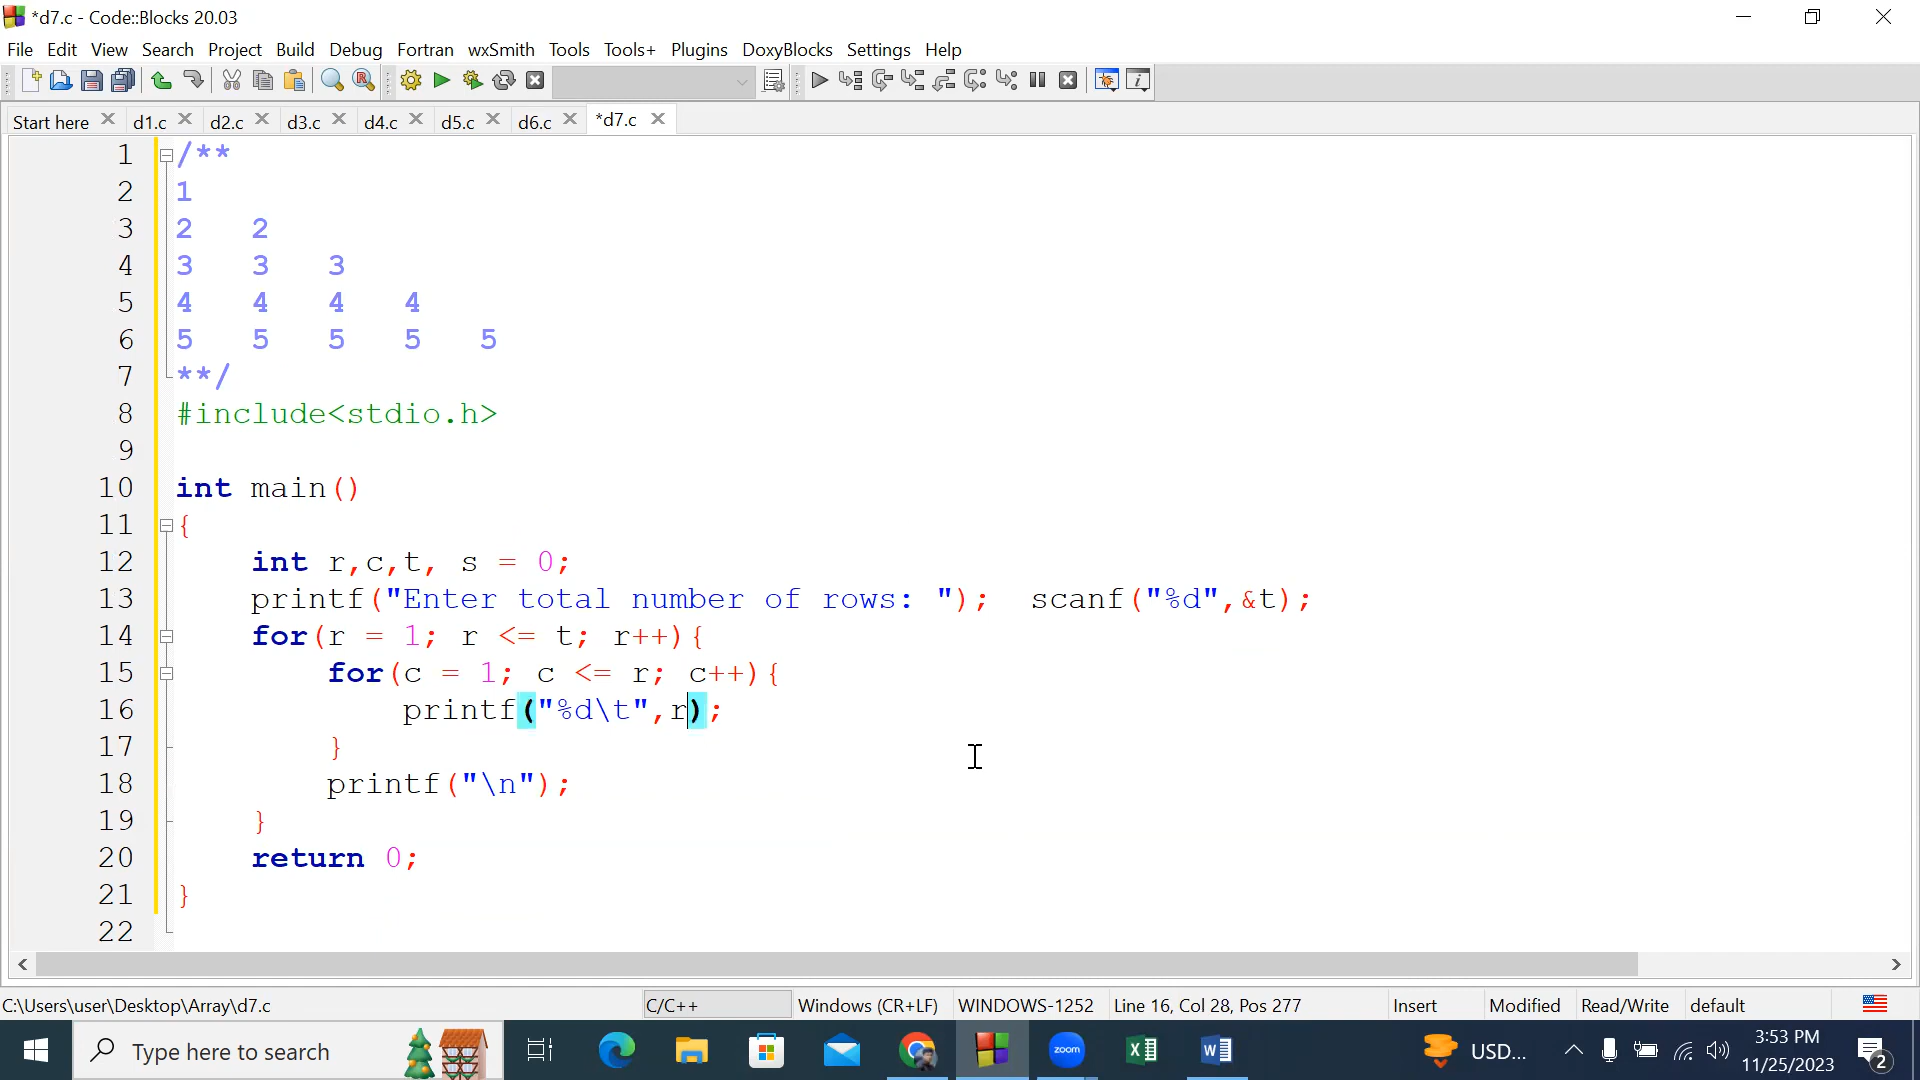 *d7.c - Code::Blocks 20.03
File Edit View Search Project Build Debug Fortran wxSmith Tools Tools+ Plugins DoxyBlocks Settings Help
Start here d1.c d2.c d3.c d4.c d5.c d6.c *d7.c
1 /**
2 1
3 2 2
4 3 3 3
5 4 4 4 4
6 5 5 5 5 5
7 **/
8 #include<stdio.h>
9
10 int main()
11 {
12 int r,c,t, s = 0;
13 printf("Enter total number of rows: "); scanf("%d",&t);
14 for(r = 1; r <= t; r++){
15 for(c = 1; c <= r; c++){
16 printf("%d\t",r);
17 }
18 printf("\n");
19 }
20 return 0;
21 }
22
C:\Users\user\Desktop\Array\d7.c C/C++ Windows (CR+LF) WINDOWS-1252 Line 16, Col 28, Pos 277 Insert Modified Read/Write default
Type here to search zoom USD... 3:53 PM
11/25/2023 2